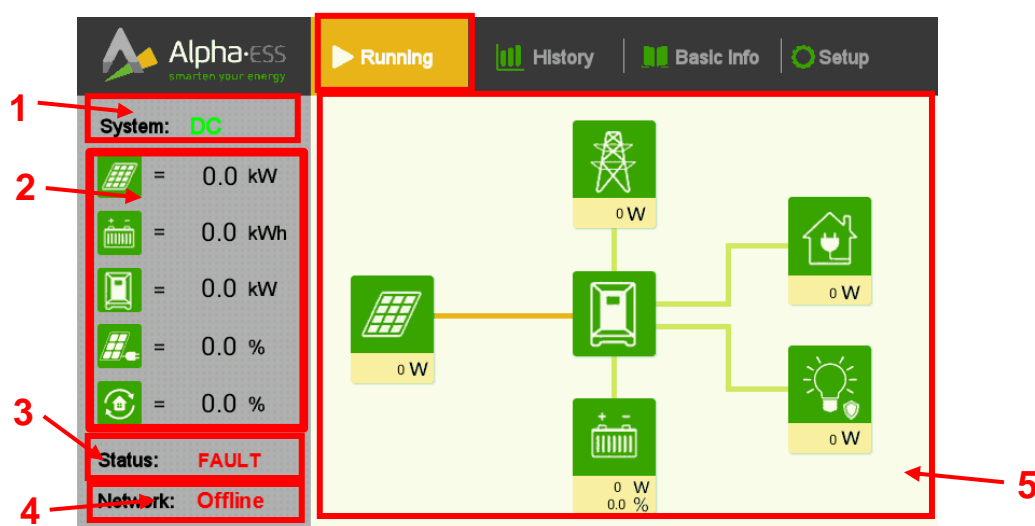 Alpha·ESS
smarten your energy
Running
History
Basic Info
Setup
1
System: DC
2
= 0.0 kW
= 0.0 kWh
= 0.0 kW
= 0.0 %
= 0.0 %
3
Status: FAULT
4
Network: Offline
0 W
0 W
0 W
0 W
0 W
0.0 %
5